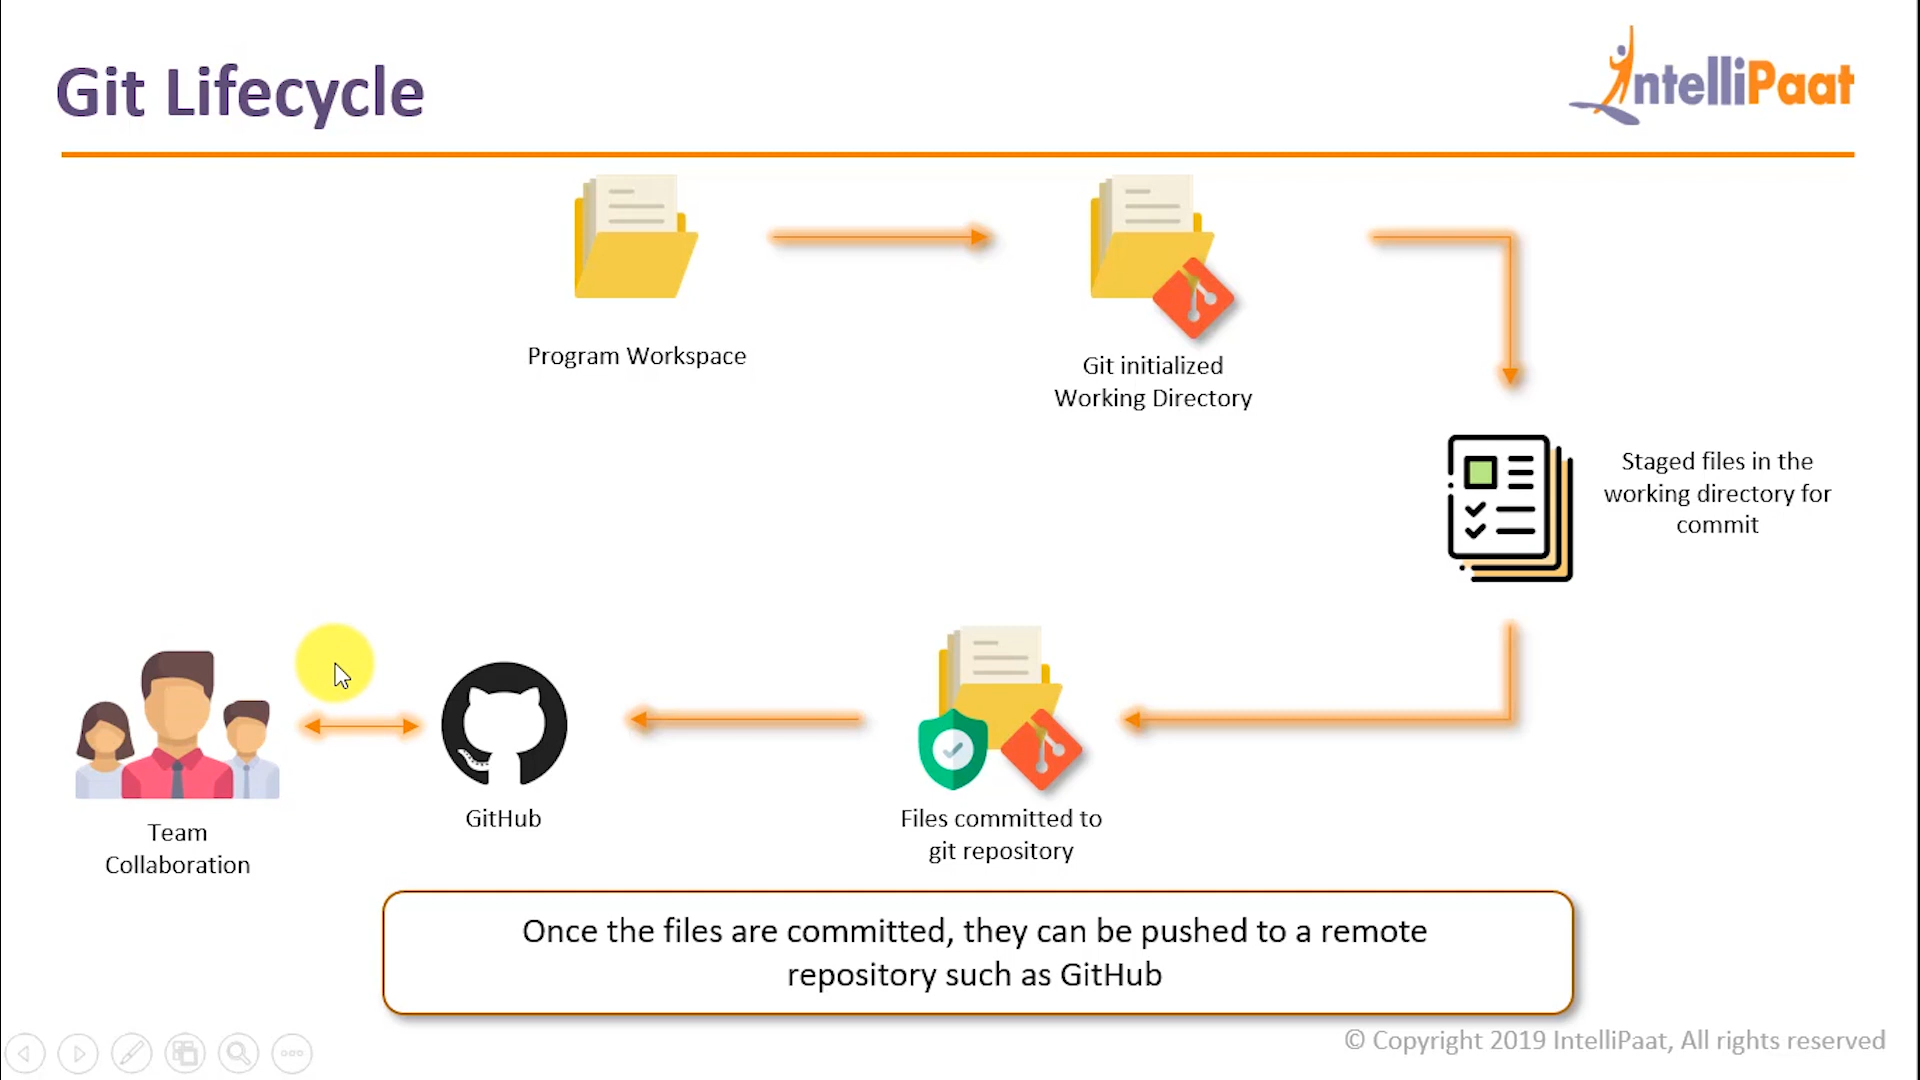 Git Lifecycle
IntelliPaat
Program Workspace
Git initialized
Working Directory
Staged files in the
working directory for
commit
Files committed to
git repository
GitHub
Team
Collaboration
Once the files are committed, they can be pushed to a remote
repository such as GitHub
© Copyright 2019 IntelliPaat, All rights reserved